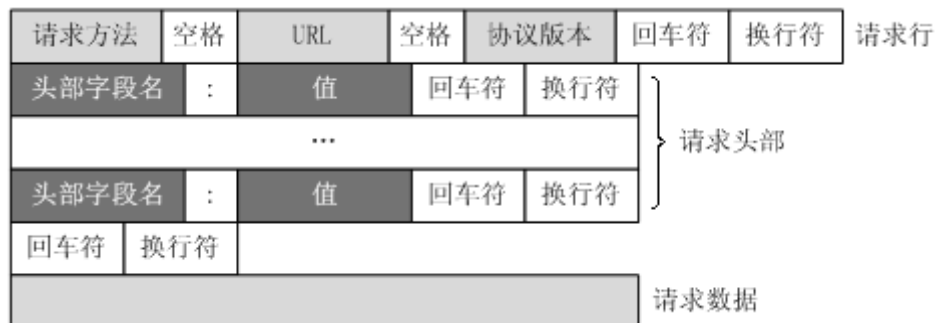 请求方法 空格 URL 空格 协议版本 回车符 换行符 请求行
头部字段名 : 值 回车符 换行符
... 请求头部
头部字段名 : 值 回车符 换行符
回车符 换行符
请求数据